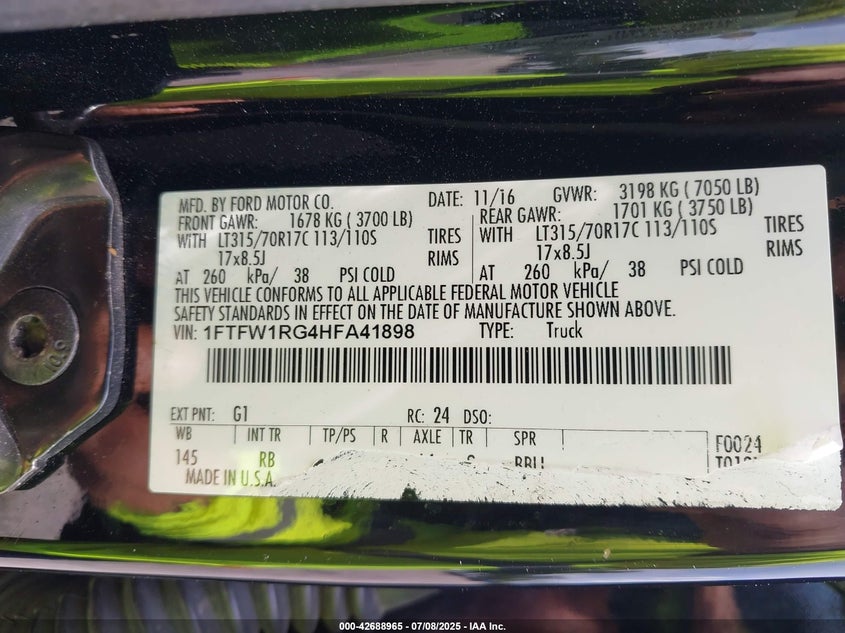 MFD. BY FORD MOTOR CO. DATE: 11/16 GVWR: 3198 KG ( 7050 LB)
FRONT GAWR: 1678 KG ( 3700 LB) REAR GAWR: 1701 KG ( 3750 LB)
WITH LT315/70R17C 113/110S TIRES WITH LT315/70R17C 113/110S TIRES
17x8.5J RIMS 17x8.5J RIMS
AT 260 kPa/ 38 PSI COLD AT 260 kPa/ 38 PSI COLD
THIS VEHICLE CONFORMS TO ALL APPLICABLE FEDERAL MOTOR VEHICLE
SAFETY STANDARDS IN EFFECT ON THE DATE OF MANUFACTURE SHOWN ABOVE.
VIN: 1FTFW1RG4HFA41898 TYPE: Truck
EXT PNT: G1 RC: 24 DSO:
WB INT TR TP/PS R AXLE TR SPR F0024
145 RB
MADE IN U.S.A.
000-42688965 - 07/08/2025 - IAA Inc.